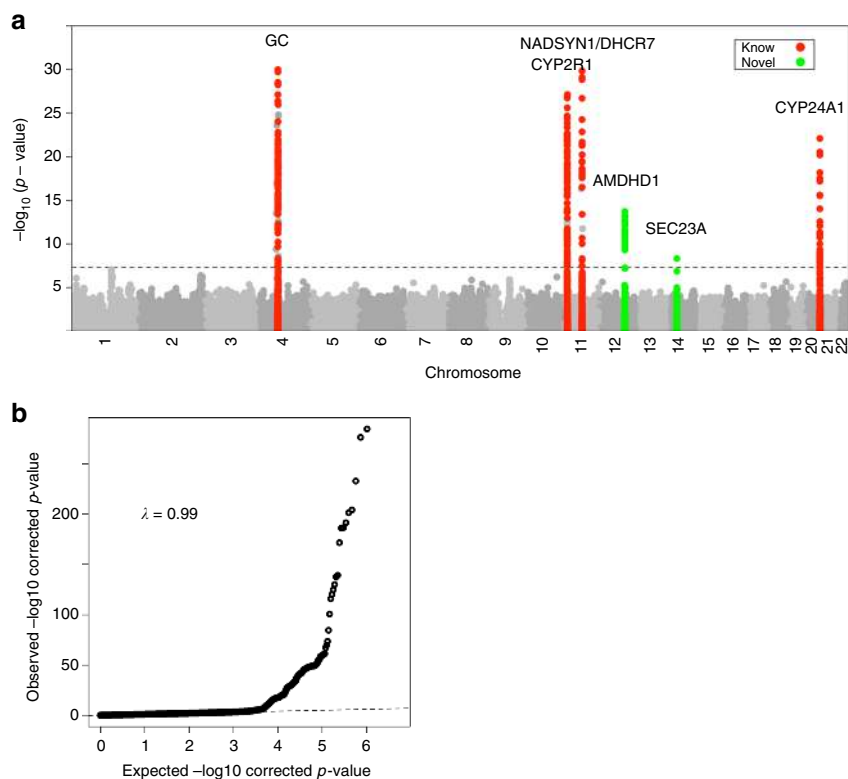 a
GC
NADSYN1/DHCR7
CYP2R1
Know
Novel
CYP24A1
AMDHD1
SEC23A
–log10 (p – value)
30
25
20
15
10
5
1 2 3 4 5 6 7 8 9 10 11 12 13 14 15 16 17 18 19 20 21 22
Chromosome
b
Observed –log10 corrected p-value
λ = 0.99
200
100
50
0
0 1 2 3 4 5 6
Expected –log10 corrected p-value